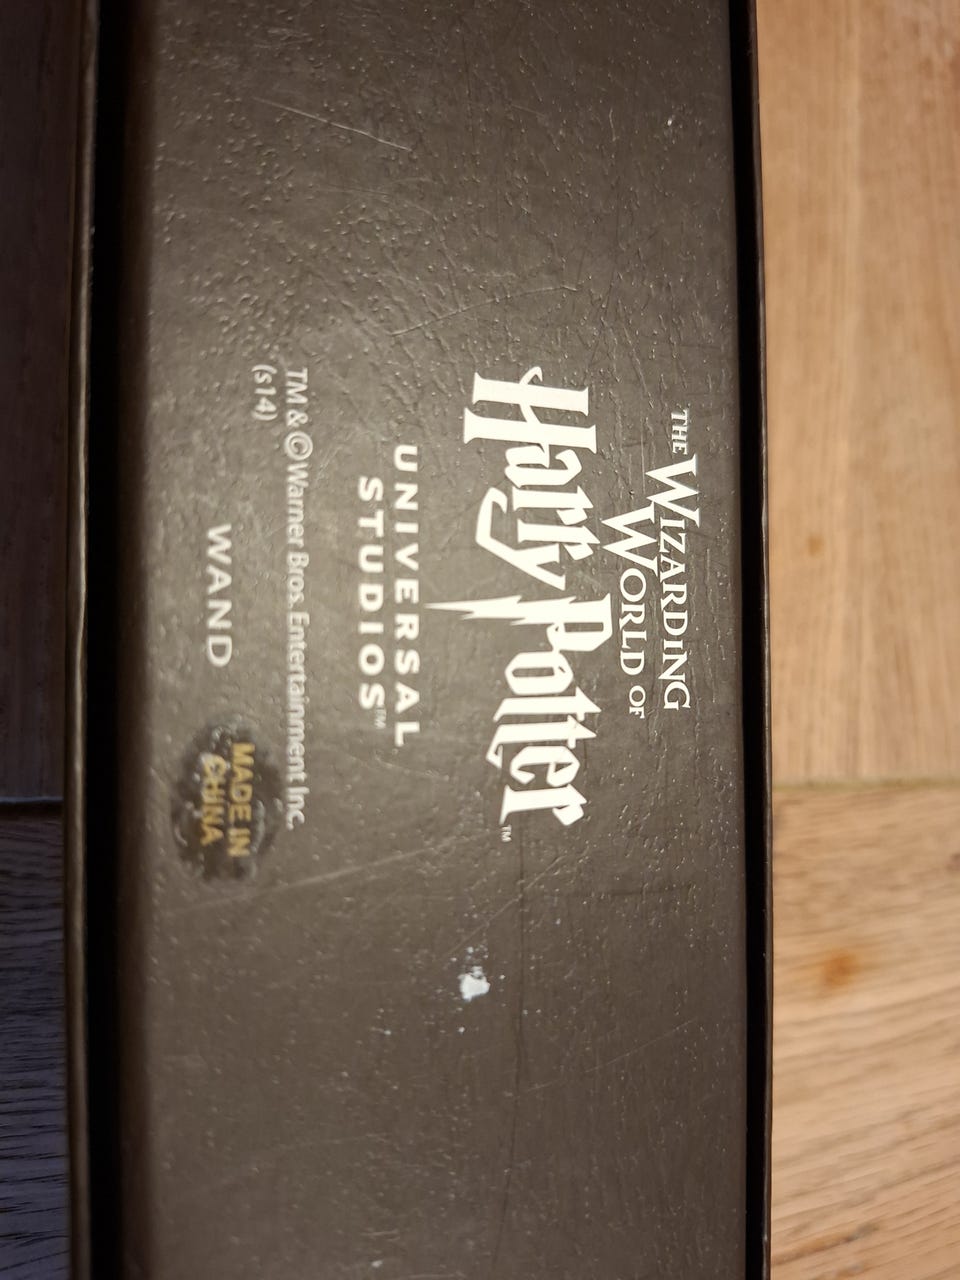 THE WIZARDING
WORLD OF
Harry Potter™
UNIVERSAL
STUDIOS™
TM & ©Warner Bros. Entertainment Inc.
(s14)
WAND
MADE IN
CHINA